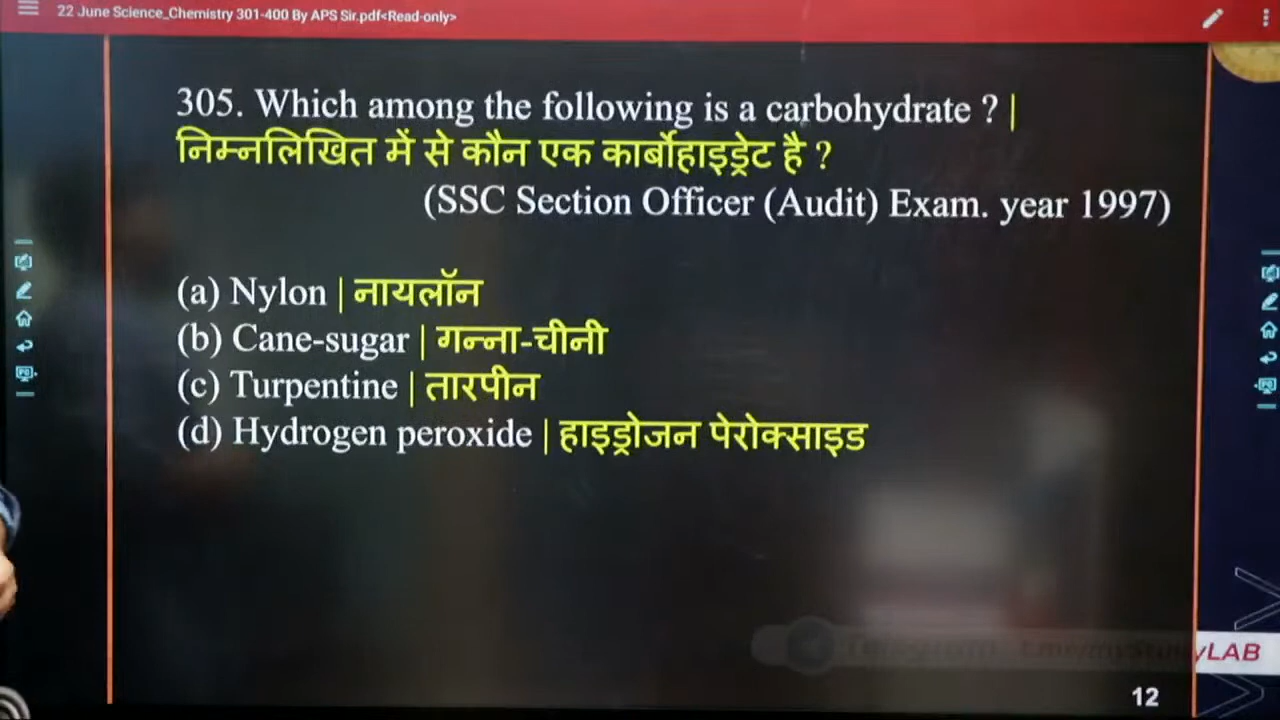 22 June Science_Chemistry 301-400 By APS Sir.pdf<Read-only>
305. Which among the following is a carbohydrate ? |
निम्नलिखित में से कौन एक कार्बोहाइड्रेट है ?
(SSC Section Officer (Audit) Exam. year 1997)
(a) Nylon | नायलॉन
(b) Cane-sugar | गन्ना-चीनी
(c) Turpentine | तारपीन
(d) Hydrogen peroxide | हाइड्रोजन पेरोक्साइड
yLAB
12